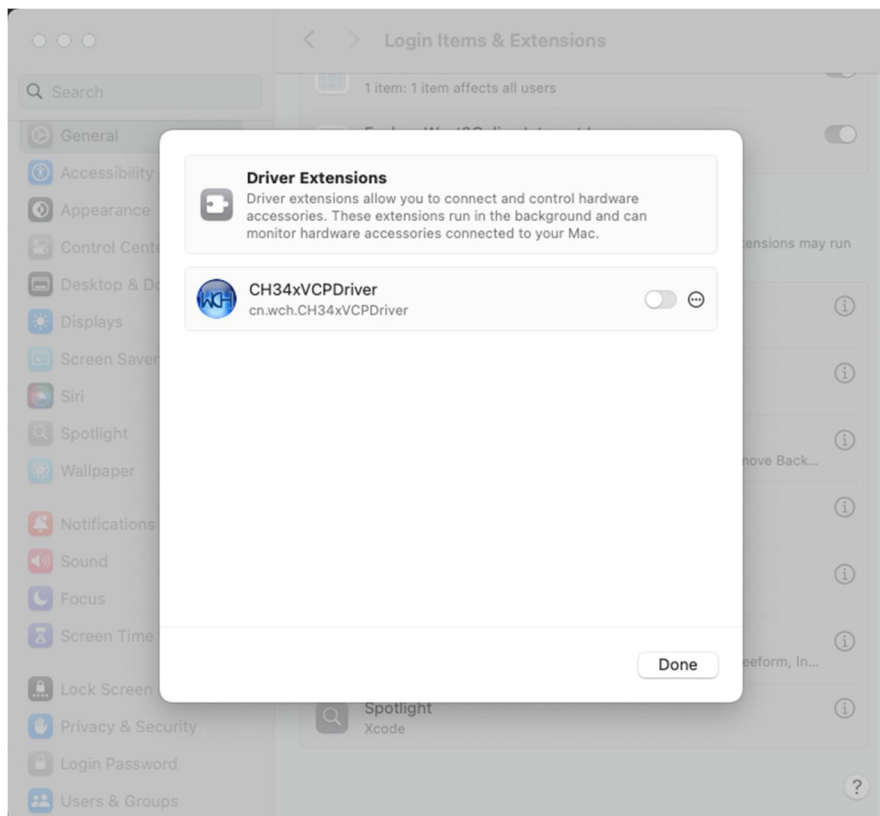 Login Items & Extensions
Search
1 item: 1 item affects all users
General
Accessibility
Appearance
Control Cente
Desktop & Do
Displays
Screen Saver
Siri
Spotlight
Wallpaper
Notifications
Sound
Focus
Screen Time
Lock Screen
Privacy & Security
Login Password
Users & Groups
Driver Extensions
Driver extensions allow you to connect and control hardware
accessories. These extensions run in the background and can
monitor hardware accessories connected to your Mac.
WCH
CH34xVCPDriver
cn.wch.CH34xVCPDriver
Done
tensions may run
move Back...
eeform, In...
Spotlight
Xcode
?